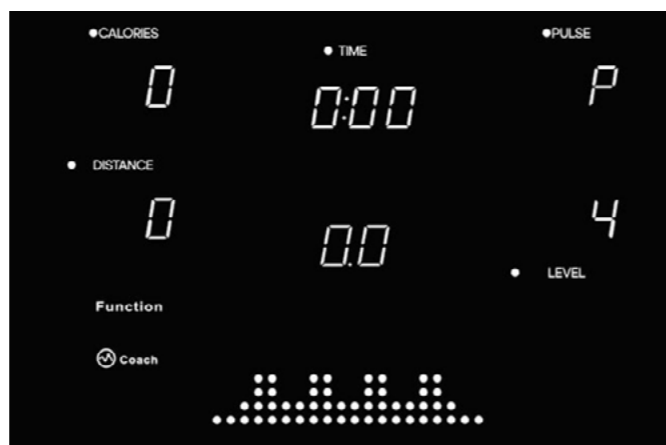 CALORIES
TIME
PULSE
0
0:00
P
DISTANCE
0
0.0
4
LEVEL
Function
Coach